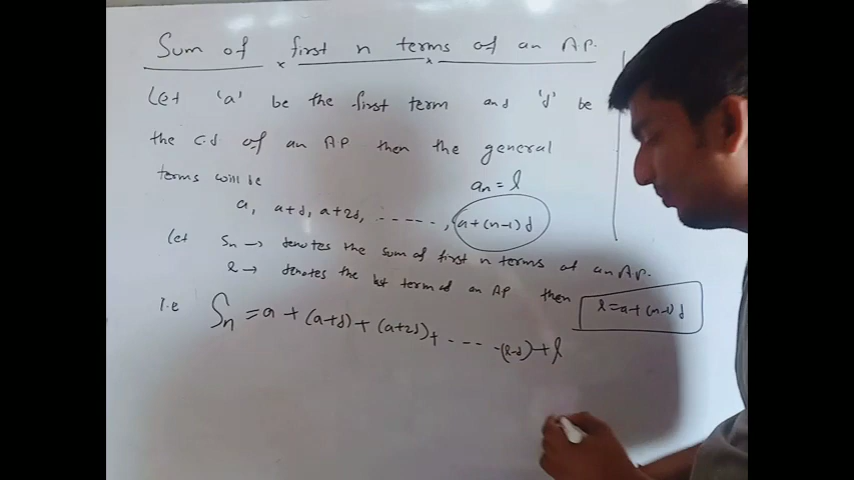 Sum of first n terms of an AP.
Let 'a' be the first term and 'd' be
the c.d of an AP then the general
terms will be
aₙ = l
a, a+d, a+2d, ------, a+(n-1)d
Let Sₙ → denotes the sum of first n terms of an AP.
l → denotes the last term of an AP then l = a+(n-1)d
i.e Sₙ = a + (a+d) + (a+2d) + ---- -(l-d) + l